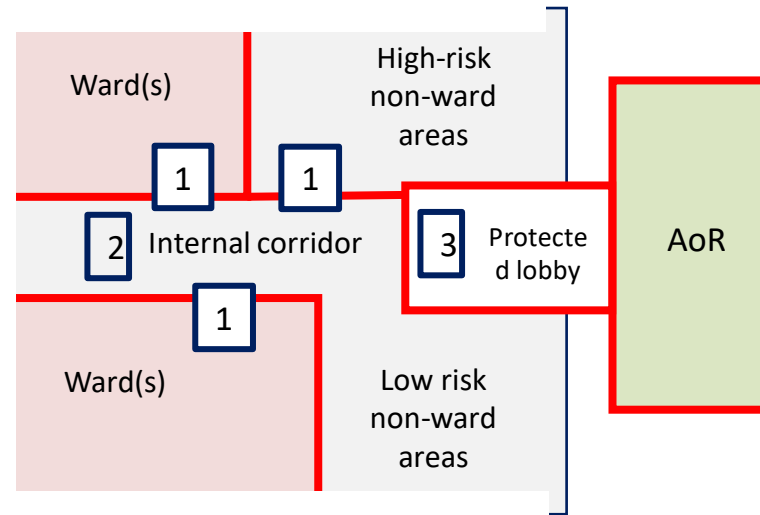 Ward(s)
High-risk
non-ward
areas
1
1
2
Internal corridor
3
Protecte
d lobby
AoR
1
Ward(s)
Low risk
non-ward
areas